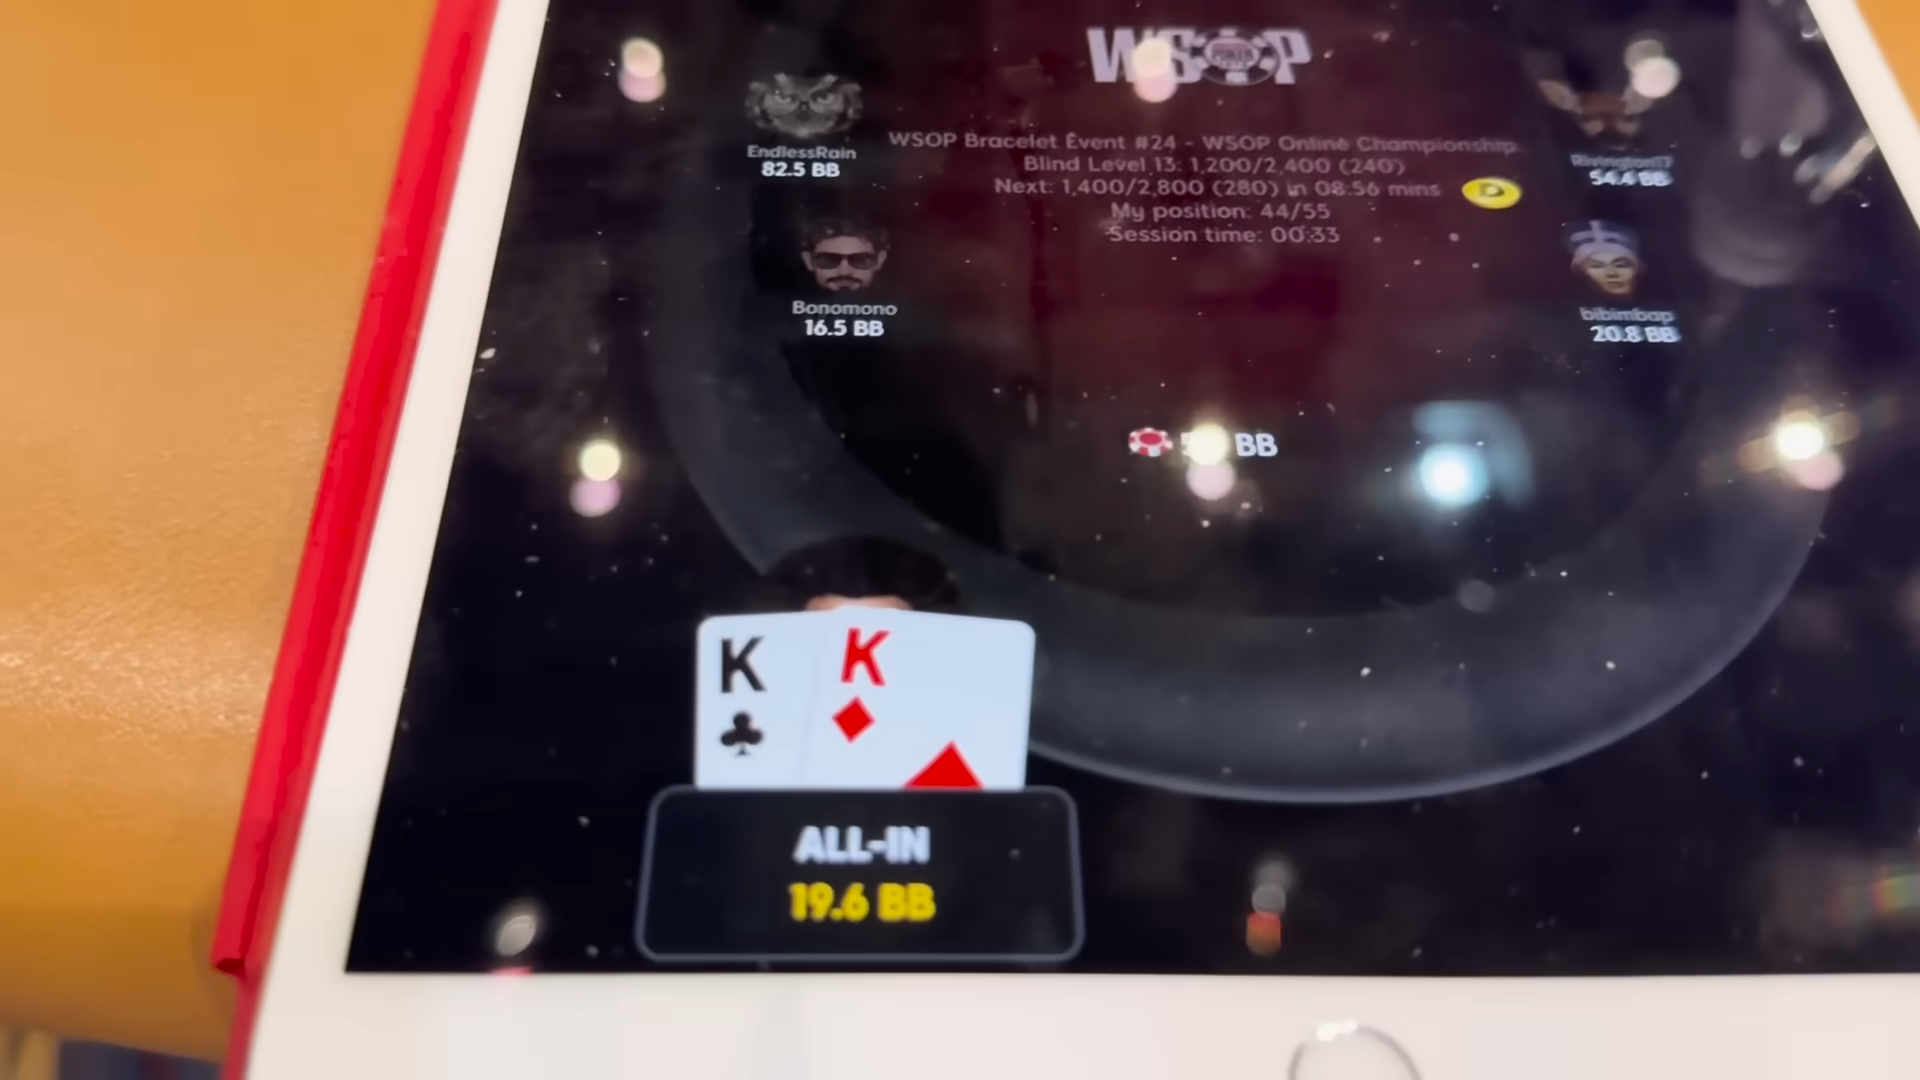 WSOP
EndlessRain
82.5 BB
WSOP Bracelet Event #24 - WSOP Online Championship
Blind Level 13: 1,200/2,400 (240)
Next: 1,400/2,800 (280) in 08:56 mins
My position: 44/55
Session time: 00:33
D
Rivington17
54.4 BB
Bonomono
16.5 BB
bibimbap
20.8 BB
BB
K
K
ALL-IN
19.6 BB